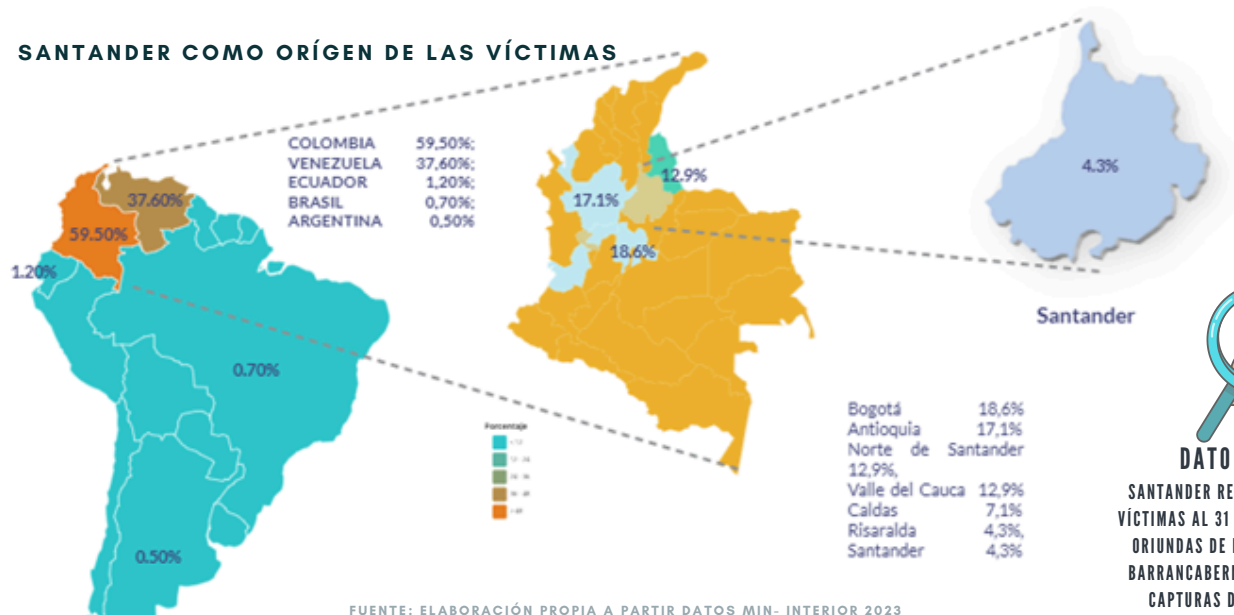 SANTANDER COMO ORÍGEN DE LAS VÍCTIMAS
COLOMBIA 59,50%;
VENEZUELA 37,60%;
ECUADOR 1,20%;
BRASIL 0,70%;
ARGENTINA 0,50%
37.60%
59.50%
1.20%
0.70%
0.50%
Porcentaje
12.9%
17.1%
18.6%
4.3%
Santander
Bogotá 18,6%
Antioquia 17,1%
Norte de Santander
12,9%,
Valle del Cauca 12,9%
Caldas 7,1%
Risaralda 4,3%,
Santander 4,3%
DATO
SANTANDER RE
VÍCTIMAS AL 31
ORIUNDAS DE
BARRANCABER
CAPTURAS D
FUENTE: ELABORACIÓN PROPIA A PARTIR DATOS MIN- INTERIOR 2023